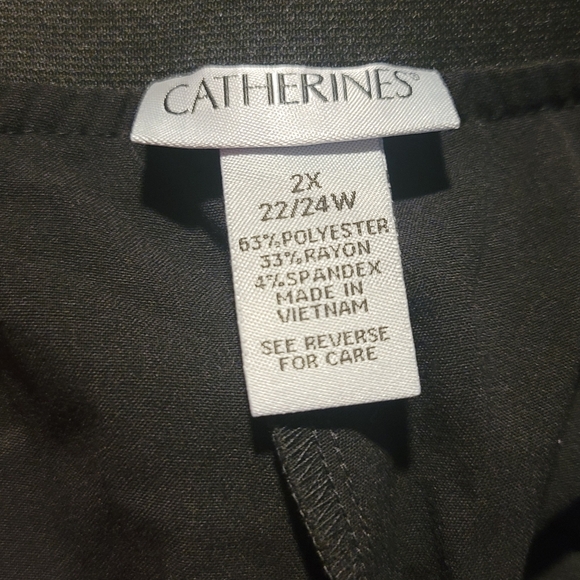 CATHERINES®
2X
22/24W
63%POLYESTER
33%RAYON
4%SPANDEX
MADE IN
VIETNAM
SEE REVERSE
FOR CARE